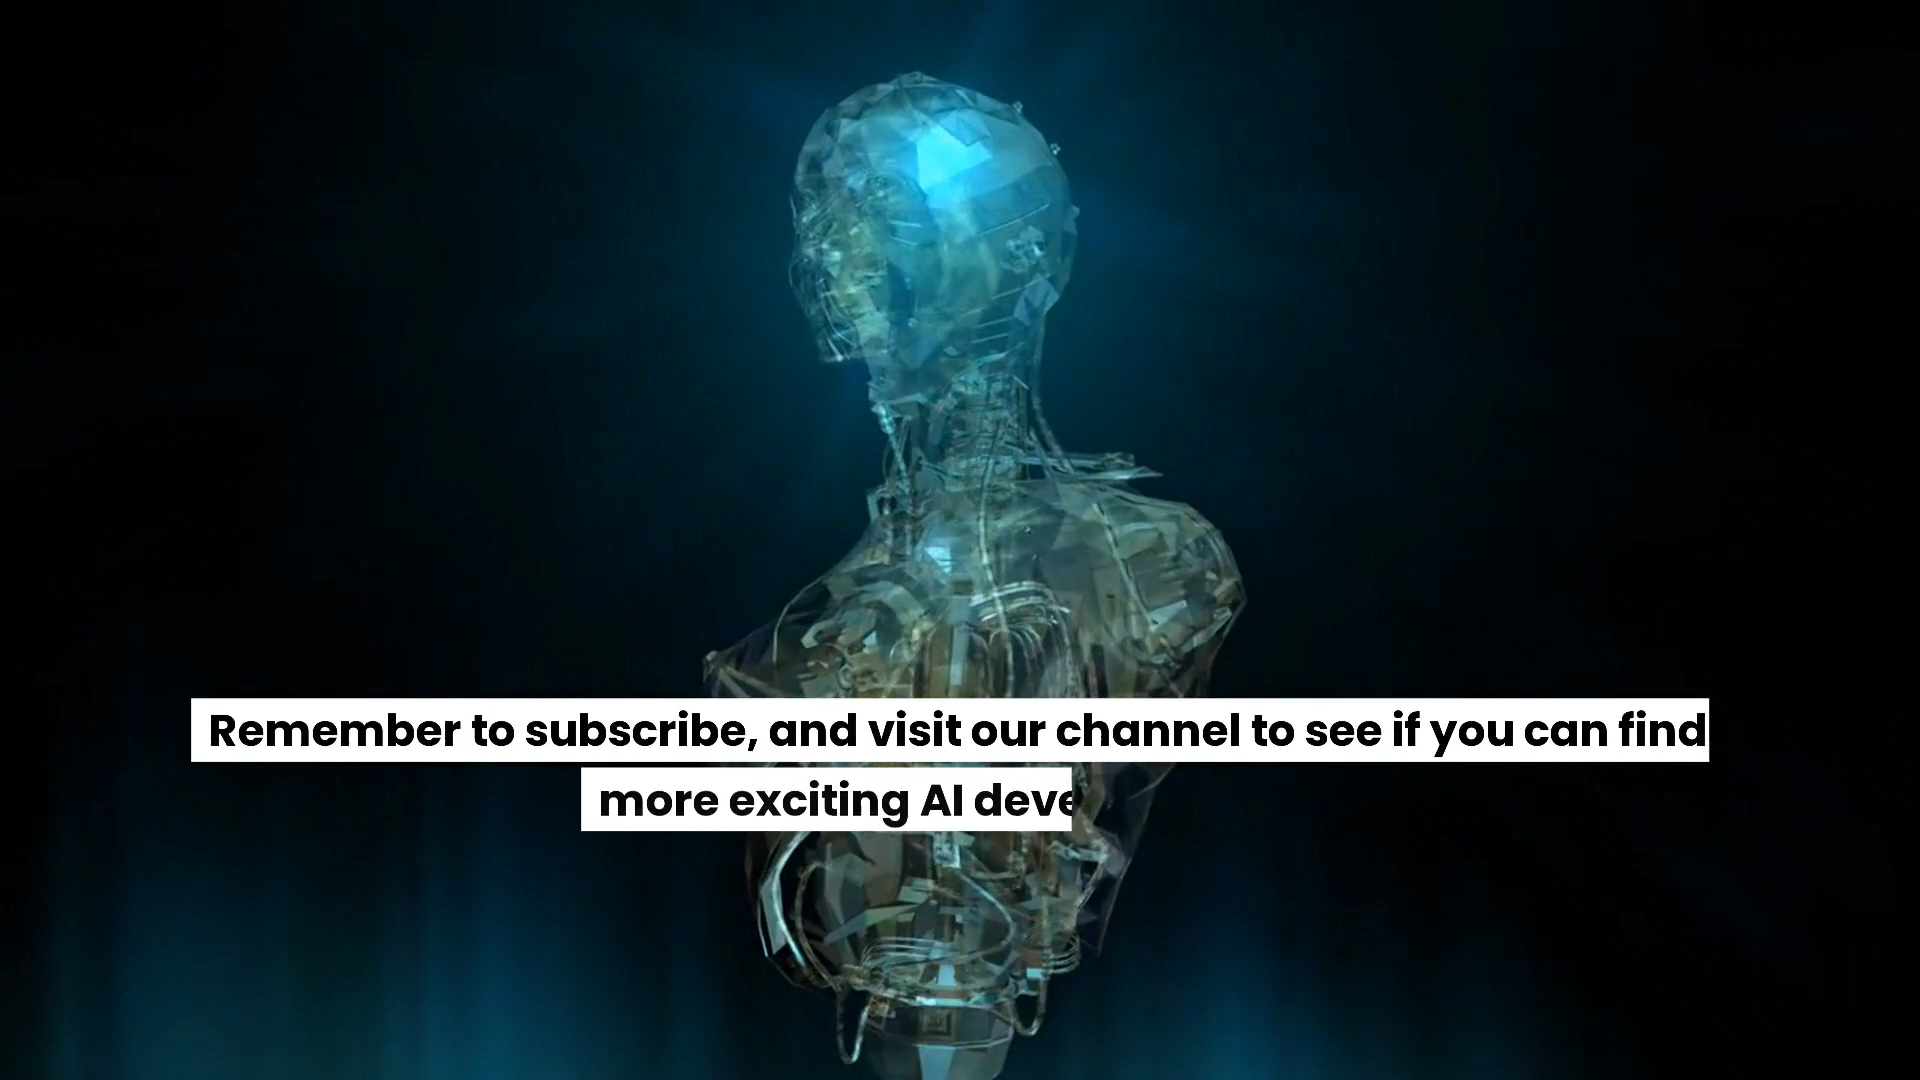 Remember to subscribe, and visit our channel to see if you can find
more exciting AI deve